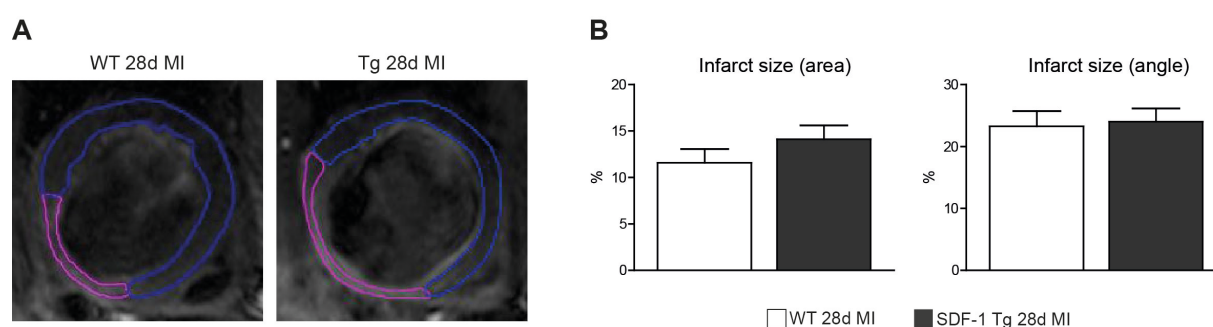 A
B
WT 28d MI
Tg 28d MI
Infarct size (area)
Infarct size (angle)
20
15
10
5
0
%
30
20
10
0
%
WT 28d MI
SDF-1 Tg 28d MI